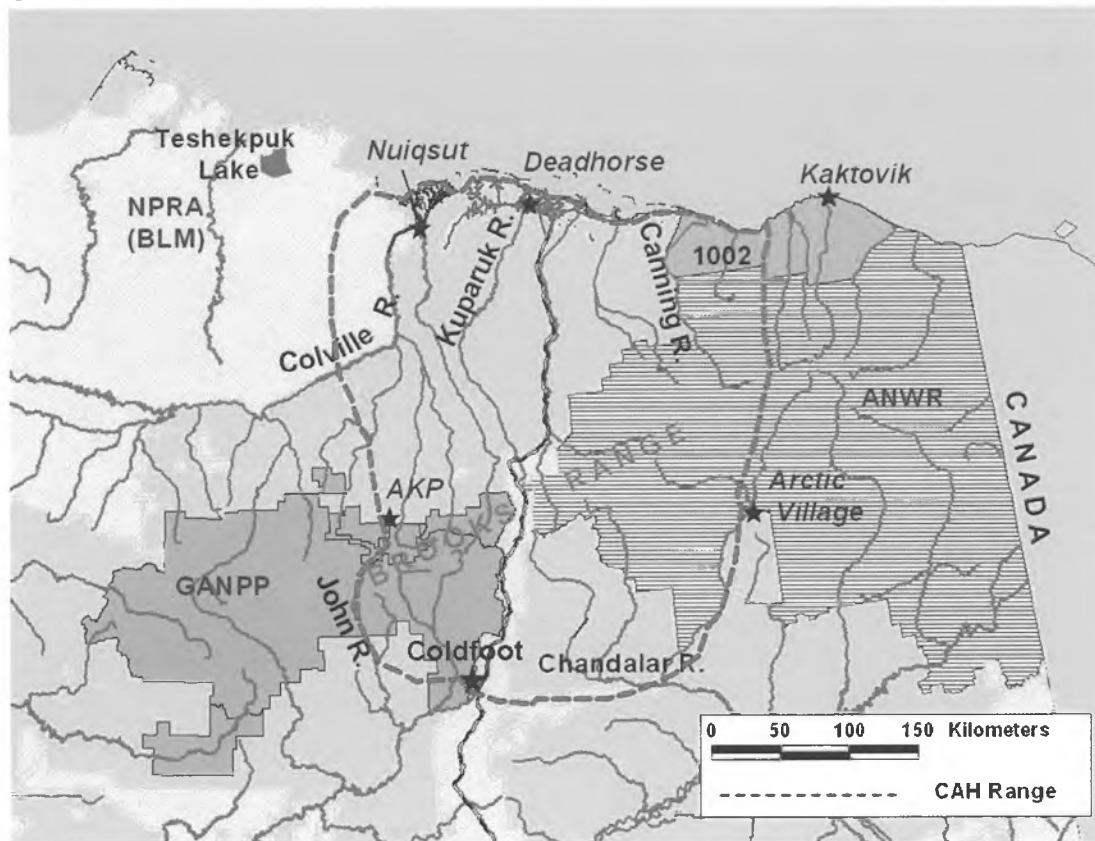 Teshekpuk
Lake
Nuiqsut
Deadhorse
Kaktovik
NPRA
(BLM)
1002
Kuparuk R.
Canning R.
Colville R.
ANWR
CANADA
RANGE
AKP
Arctic
Village
BROOKS
GANPP
John R.
Coldfoot
Chandalar R.
0 50 100 150 Kilometers
CAH Range